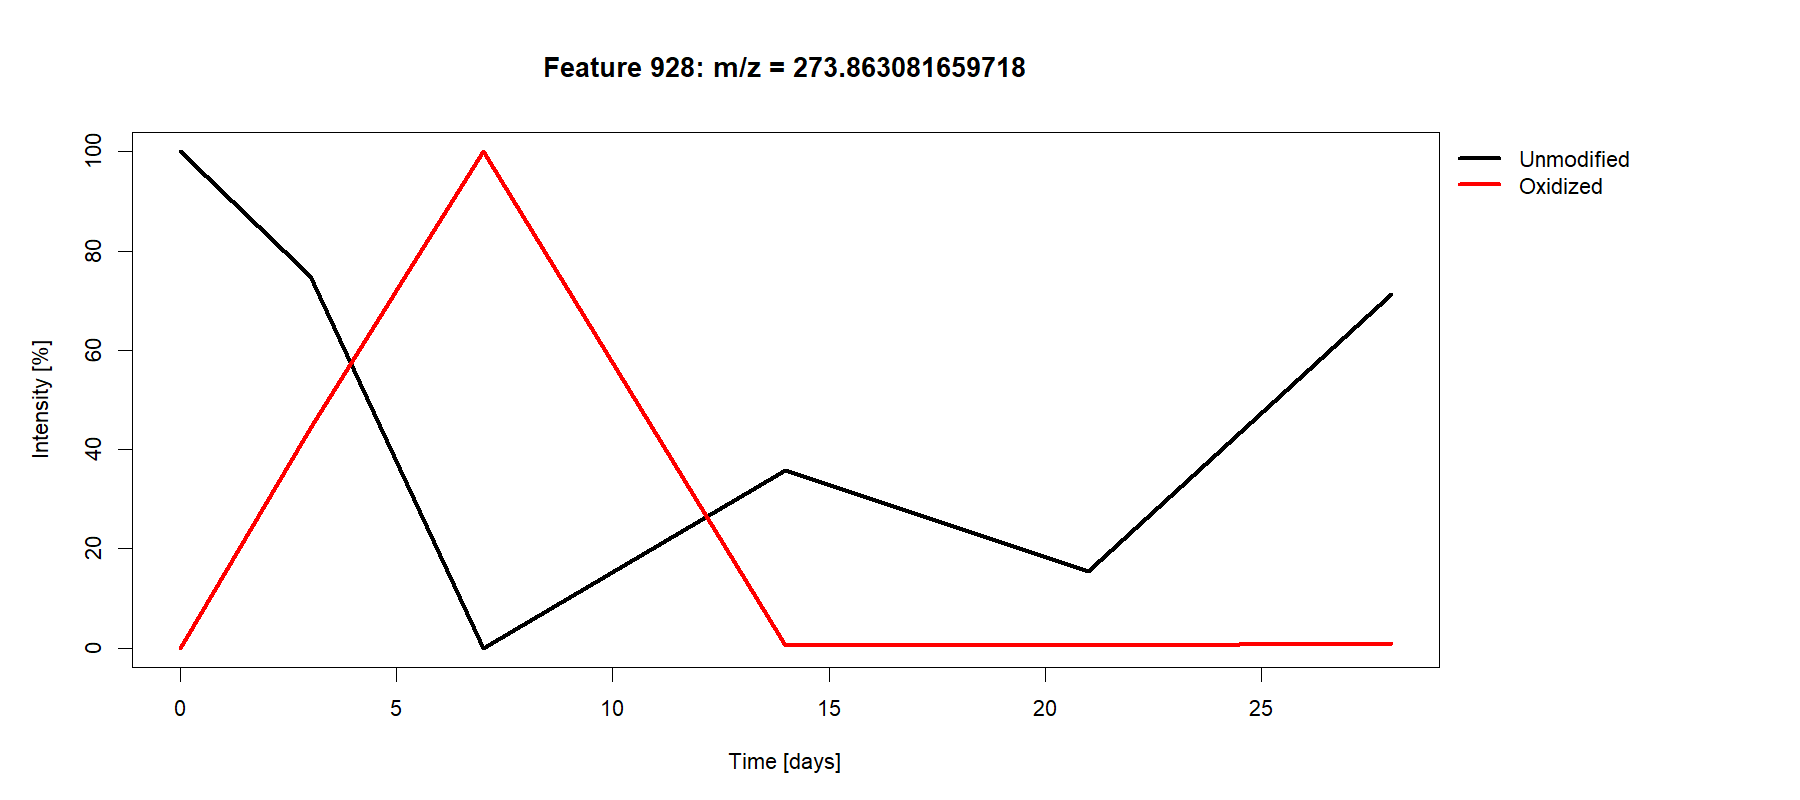 Feature 928: m/z = 273.863081659718
Unmodified
Oxidized
100
80
60
40
20
0
Intensity [%]
0 5 10 15 20 25
Time [days]